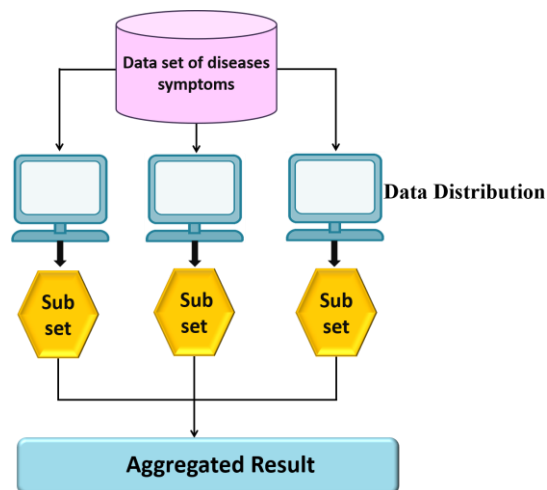 Data set of diseases
symptoms
Data Distribution
Sub
set
Sub
set
Sub
set
Aggregated Result